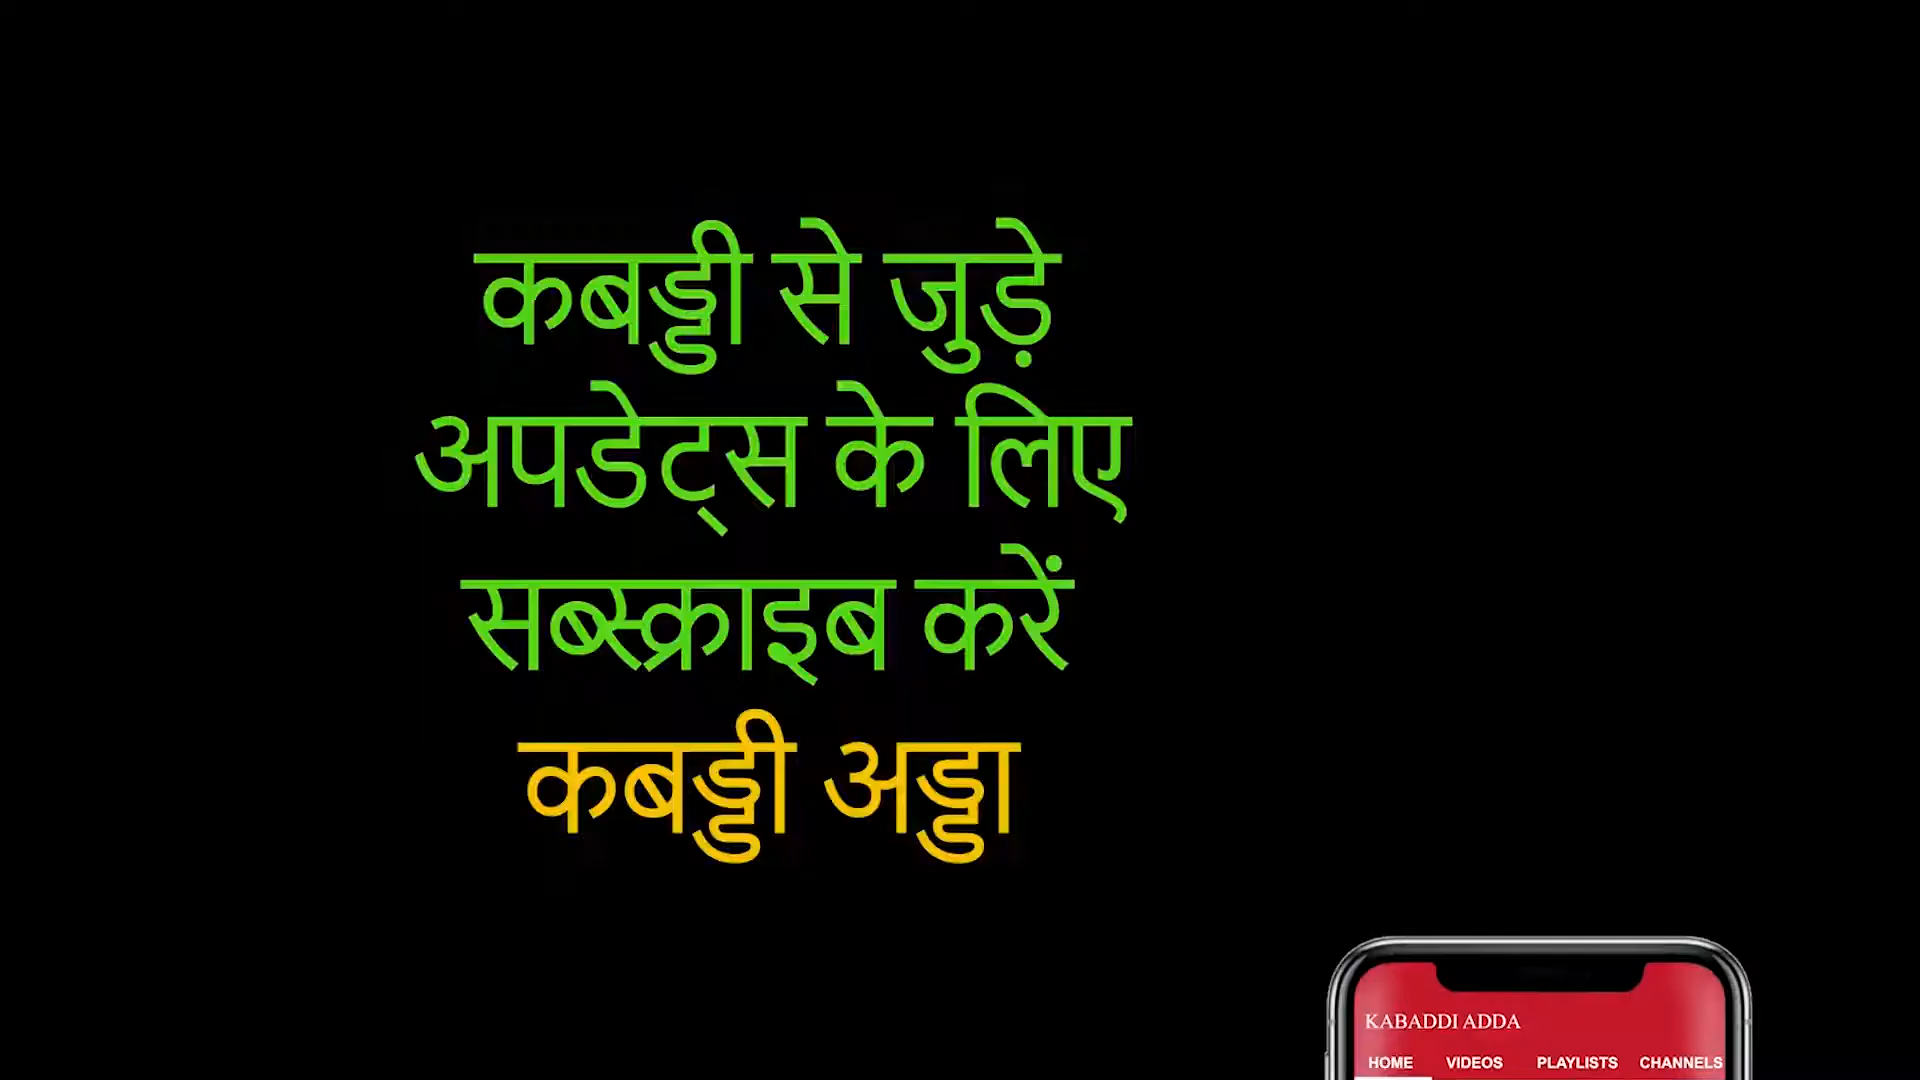 कबड्डी से जुड़े
अपडेट्स के लिए
सब्स्क्राइब करें
कबड्डी अड्डा
KABADDI ADDA
HOME VIDEOS PLAYLISTS CHANNELS